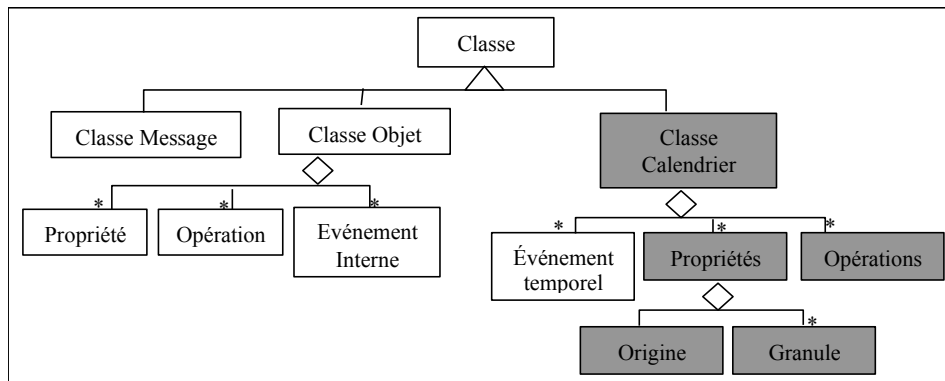 Classe
Classe Message
Classe Objet
Classe
Calendrier
* * *
* * *
Propriété
Opération
Evénement
Interne
Événement
temporel
Propriétés
Opérations
*
Origine
Granule